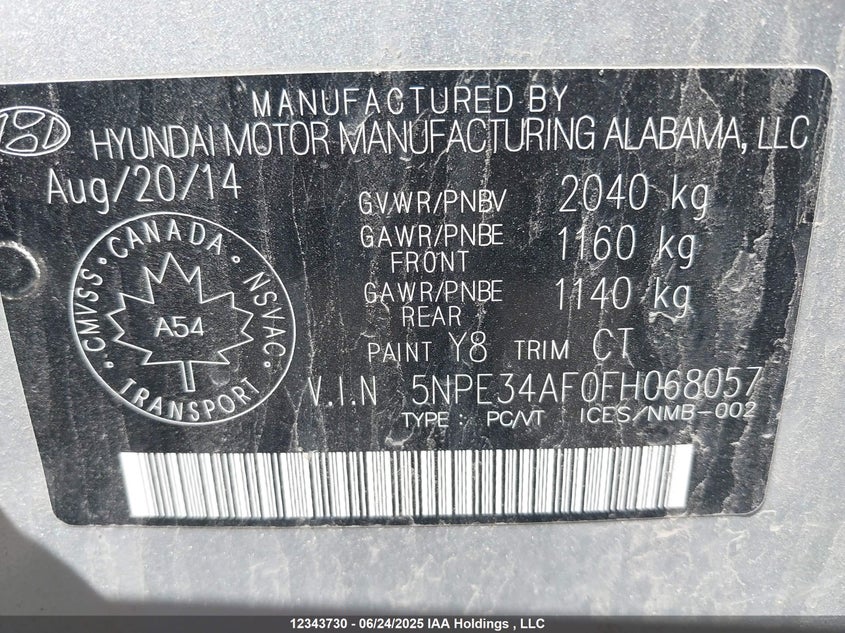 MANUFACTURED BY
HYUNDAI MOTOR MANUFACTURING ALABAMA, LLC
Aug/20/14
GVWR/PNBV 2040 kg
GAWR/PNBE FRONT 1160 kg
GAWR/PNBE REAR 1140 kg
CANADA
CMVSS · NSVAC
A54
TRANSPORT
PAINT Y8 TRIM CT
V.I.N 5NPE34AF0FH068057
TYPE : PC/VT ICES/NMB-002
12343730 - 06/24/2025 IAA Holdings , LLC